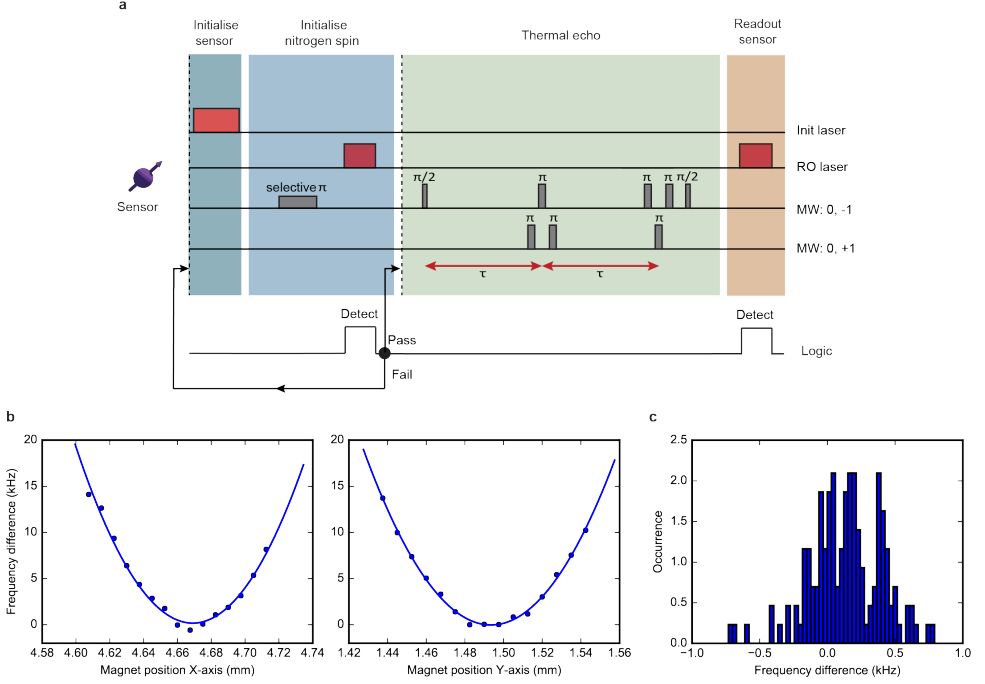 a
Initialise
sensor
Initialise
nitrogen spin
Thermal echo
Readout
sensor
Init laser
RO laser
MW: 0, -1
MW: 0, +1
Sensor
selective π
π/2
π
π
π
π/2
π
π
π
τ
τ
Detect
Detect
Pass
Fail
Logic
b
Frequency difference (kHz)
20
15
10
5
0
4.58 4.60 4.62 4.64 4.66 4.68 4.70 4.72 4.74
Magnet position X-axis (mm)
20
15
10
5
0
1.42 1.44 1.46 1.48 1.50 1.52 1.54 1.56
Magnet position Y-axis (mm)
c
Occurrence
2.5
2.0
1.5
1.0
0.5
0.0
−1.0 −0.5 0.0 0.5 1.0
Frequency difference (kHz)